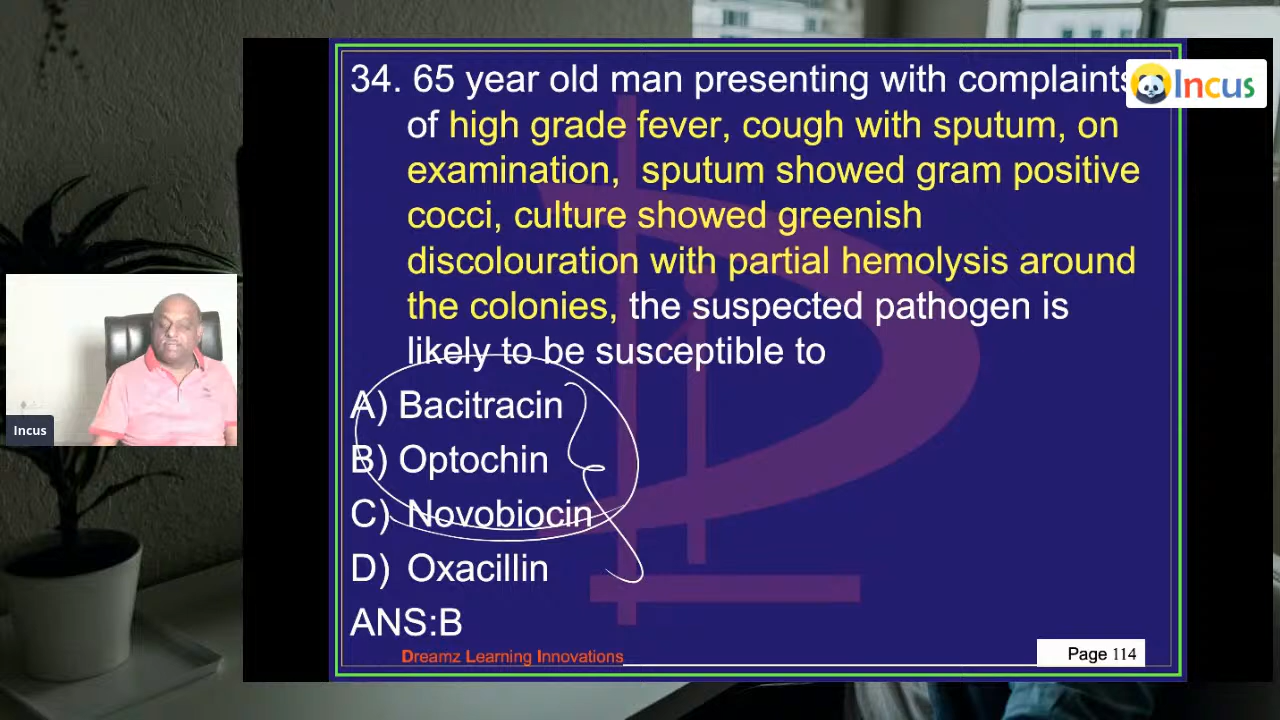 34. 65 year old man presenting with complaints
Incus
of high grade fever, cough with sputum, on
examination, sputum showed gram positive
cocci, culture showed greenish
discolouration with partial hemolysis around
the colonies, the suspected pathogen is
likely to be susceptible to
A) Bacitracin
B) Optochin
C) Novobiocin
D) Oxacillin
ANS:B
Dreamz Learning Innovations
Page 114
Incus